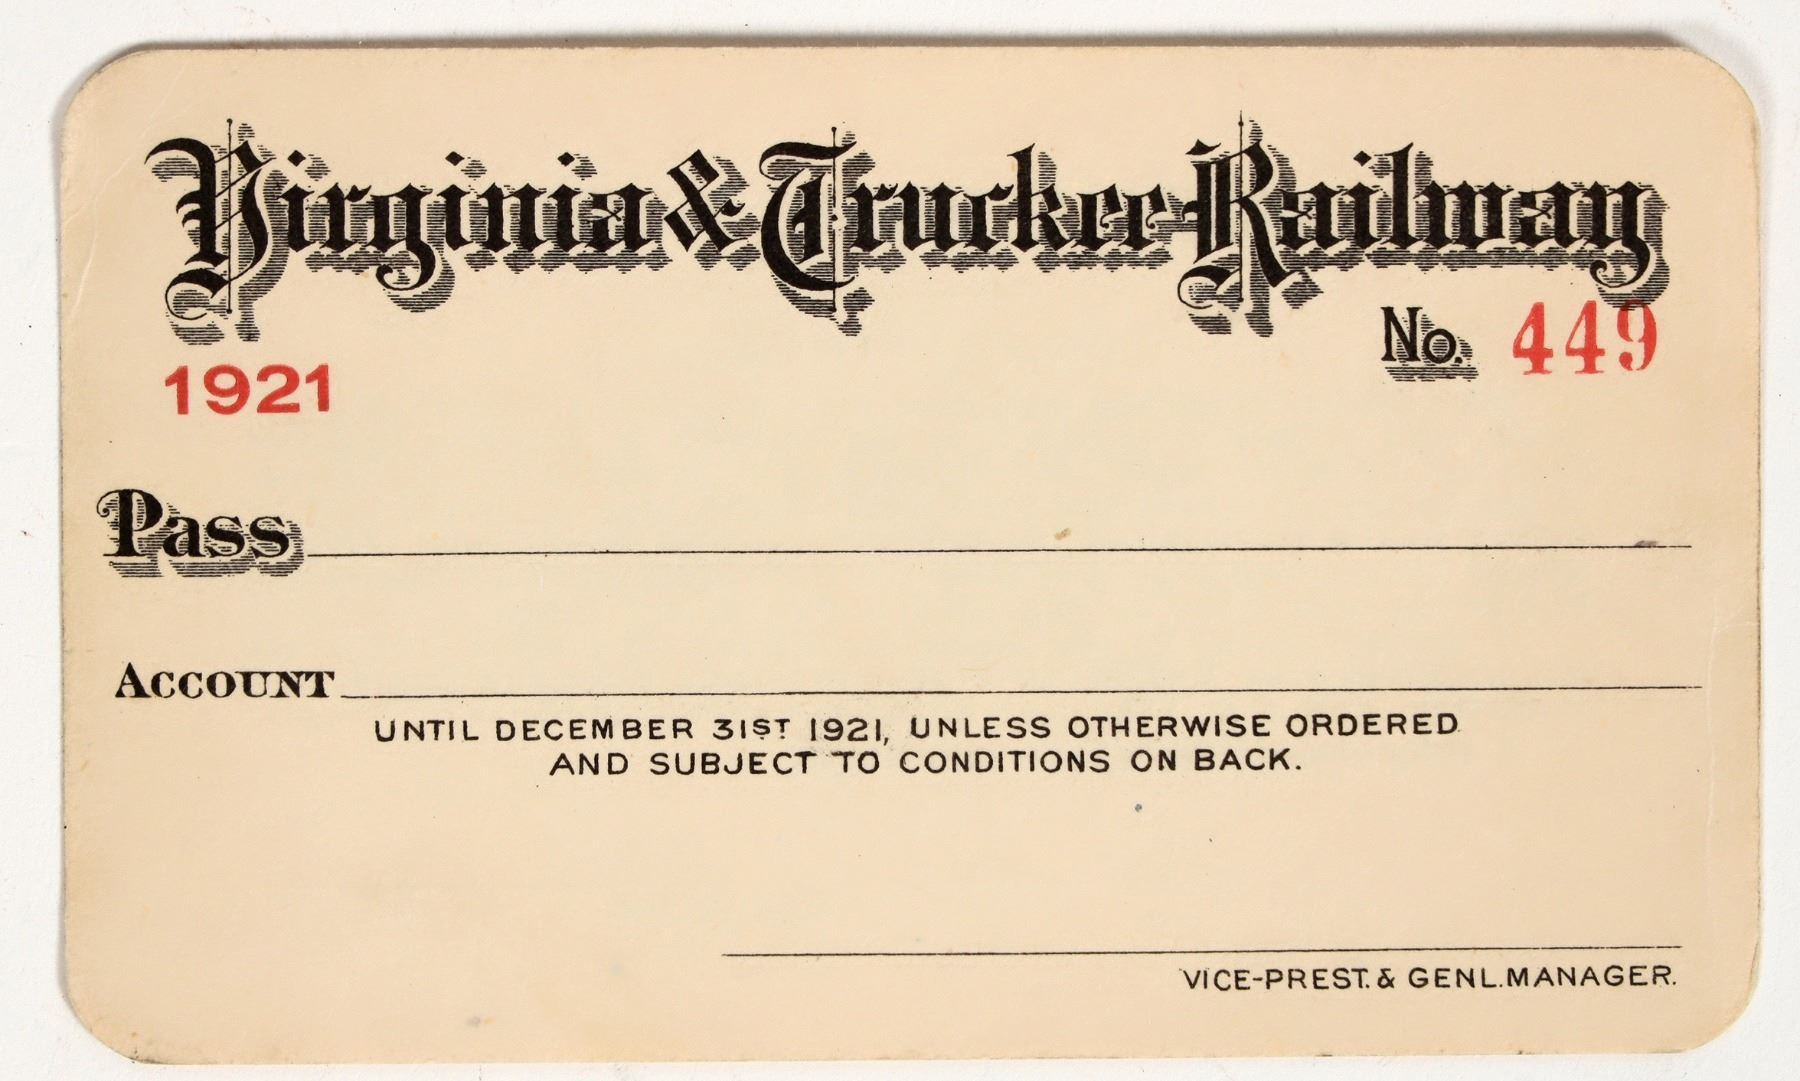 Virginia & Truckee Railway
No. 449
1921
Pass
ACCOUNT
UNTIL DECEMBER 31ST 1921, UNLESS OTHERWISE ORDERED
AND SUBJECT TO CONDITIONS ON BACK.
VICE-PREST. & GENL. MANAGER.